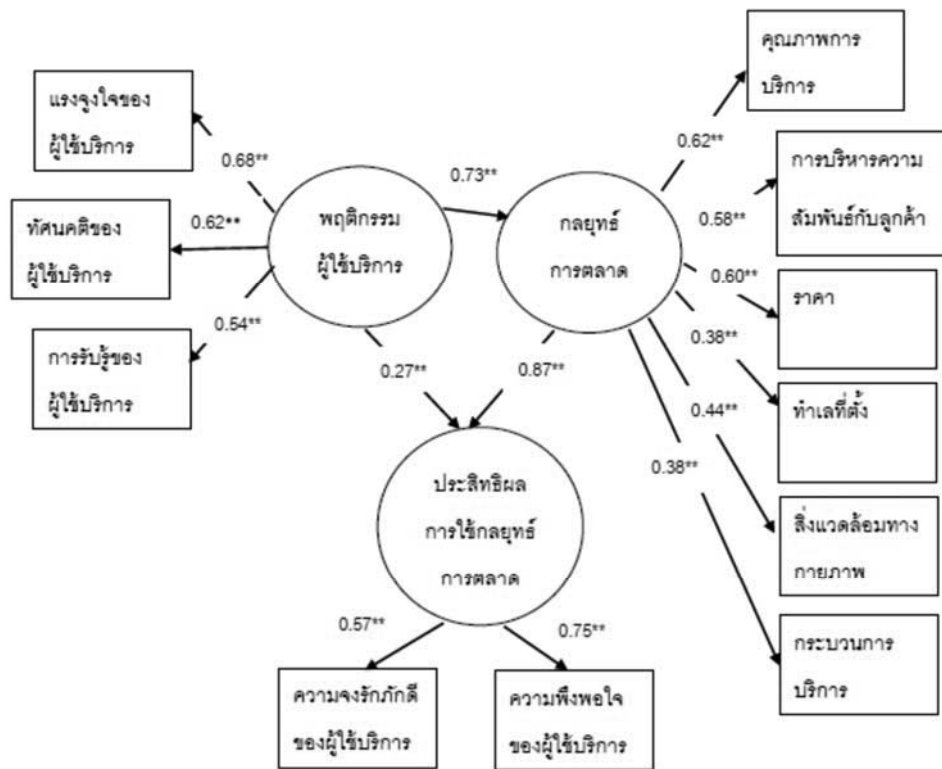 คุณภาพการ
บริการ
แรงจูงใจของ
ผู้ใช้บริการ
0.68**
0.62**
การบริหารความ
สัมพันธ์กับลูกค้า
0.73**
0.58**
ทัศนคติของ
ผู้ใช้บริการ
0.62**
พฤติกรรม
ผู้ใช้บริการ
กลยุทธ์
การตลาด
0.60**
ราคา
0.54**
การรับรู้ของ
ผู้ใช้บริการ
0.27**
0.87**
0.38**
ทำเลที่ตั้ง
0.44**
0.38**
ประสิทธิผล
การใช้กลยุทธ์
การตลาด
สิ่งแวดล้อมทาง
กายภาพ
0.57**
0.75**
กระบวนการ
บริการ
ความจงรักภักดี
ของผู้ใช้บริการ
ความพึงพอใจ
ของผู้ใช้บริการ